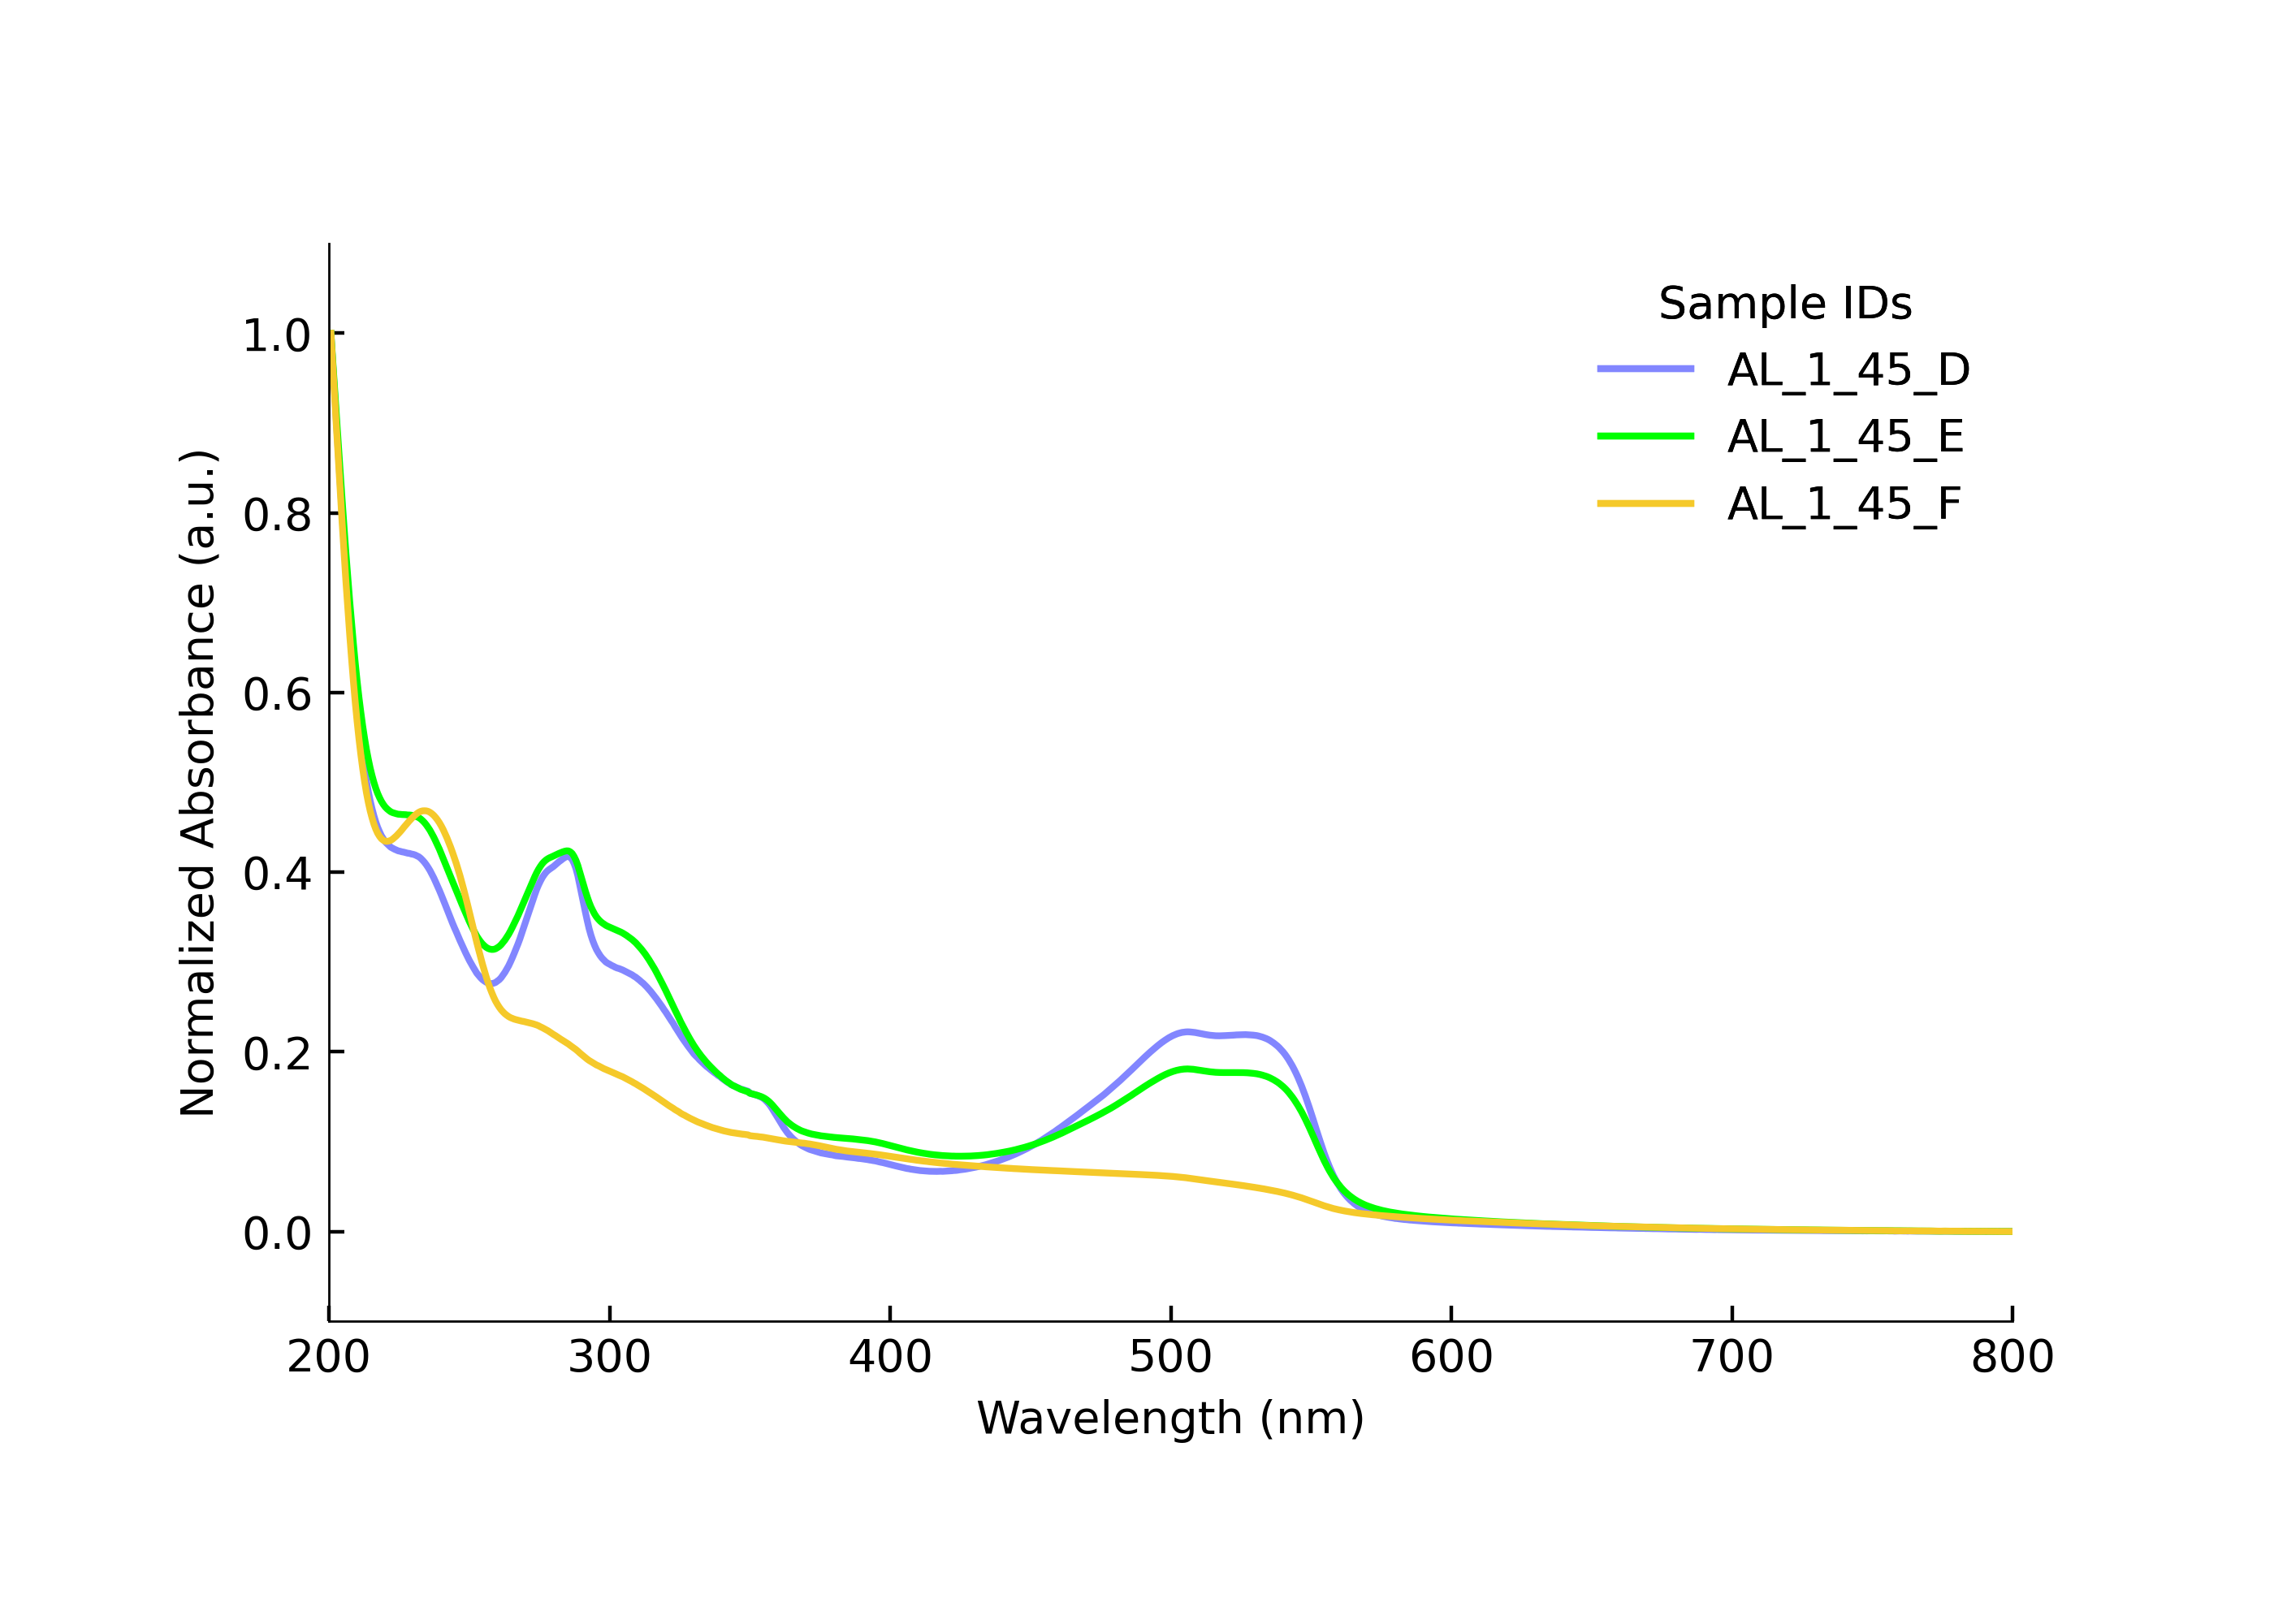 Sample IDs
AL_1_45_D
AL_1_45_E
AL_1_45_F
Normalized Absorbance (a.u.)
1.0
0.8
0.6
0.4
0.2
0.0
200 300 400 500 600 700 800
Wavelength (nm)